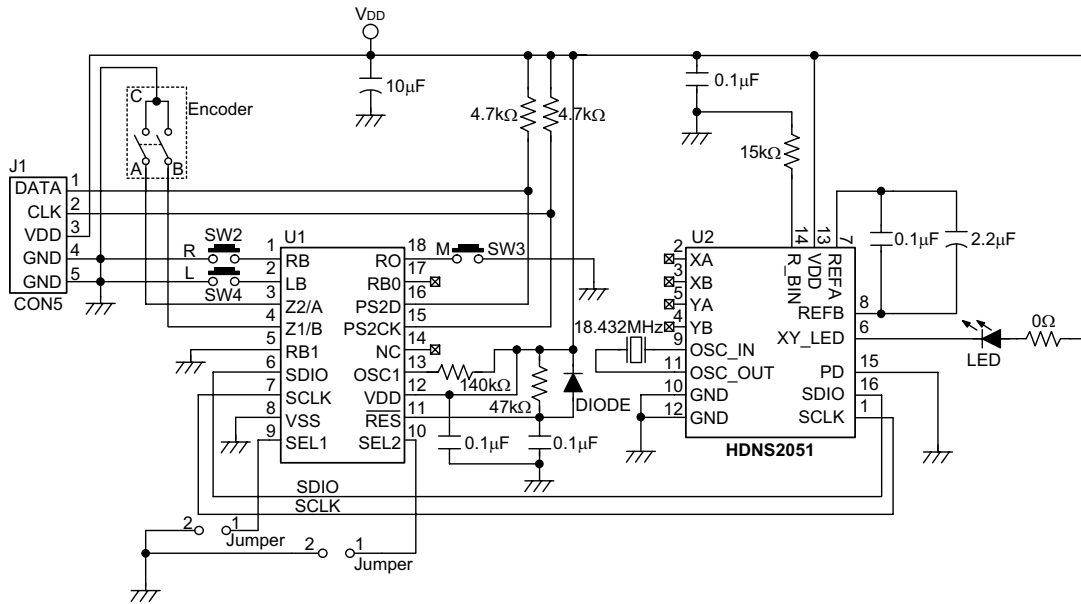 VDD
10µF
0.1µF
C
Encoder
A
B
4.7kΩ
4.7kΩ
15kΩ
J1
DATA 1
CLK 2
VDD 3
GND 4
GND 5
CON5
R
SW2
L
SW4
U1
1 RB
2 LB
3 Z2/A
4 Z1/B
5 RB1
6 SDIO
7 SCLK
8 VSS
9 SEL1
RO 18
RB0 17
PS2D 16
PS2CK 15
NC 14
OSC1 13
VDD 12
RES 11
SEL2 10
M
SW3
140kΩ
47kΩ
DIODE
0.1µF
0.1µF
18.432MHz
U2
2 XA
3 XB
5 YA
4 YB
9 OSC_IN
11 OSC_OUT
10 GND
12 GND
14 R_BIN
13 VDD
7 REFA
REFB 8
XY_LED 6
PD 15
SDIO 16
SCLK 1
HDNS2051
0.1µF
2.2µF
LED
0Ω
SDIO
SCLK
2 1
Jumper
2 1
Jumper